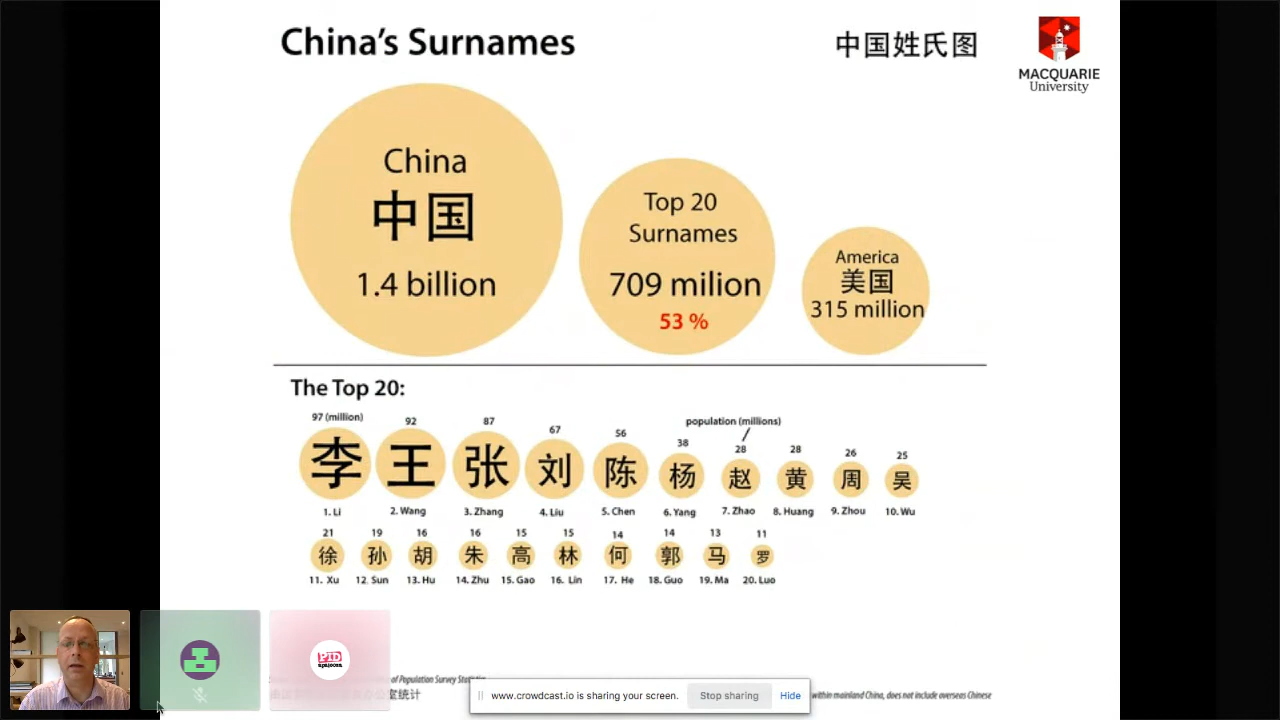 China's Surnames
中国姓氏图
MACQUARIE
University
China
中国
1.4 billion
Top 20
Surnames
709 milion
53 %
America
美国
315 million
The Top 20:
population (millions)
97 (million) 92 87 67 56 38 28 28 26 25
李 王 张 刘 陈 杨 赵 黄 周 吴
1. Li 2. Wang 3. Zhang 4. Liu 5. Chen 6. Yang 7. Zhao 8. Huang 9. Zhou 10. Wu
21 19 16 16 15 15 14 14 13 11
徐 孙 胡 朱 高 林 何 郭 马 罗
11. Xu 12. Sun 13. Hu 14. Zhu 15. Gao 16. Lin 17. He 18. Guo 19. Ma 20. Luo
PID
apalooza
of Population Survey
室统计
www.crowdcast.io is sharing your screen.
Stop sharing
Hide
within mainland China, does not include overseas Chinese